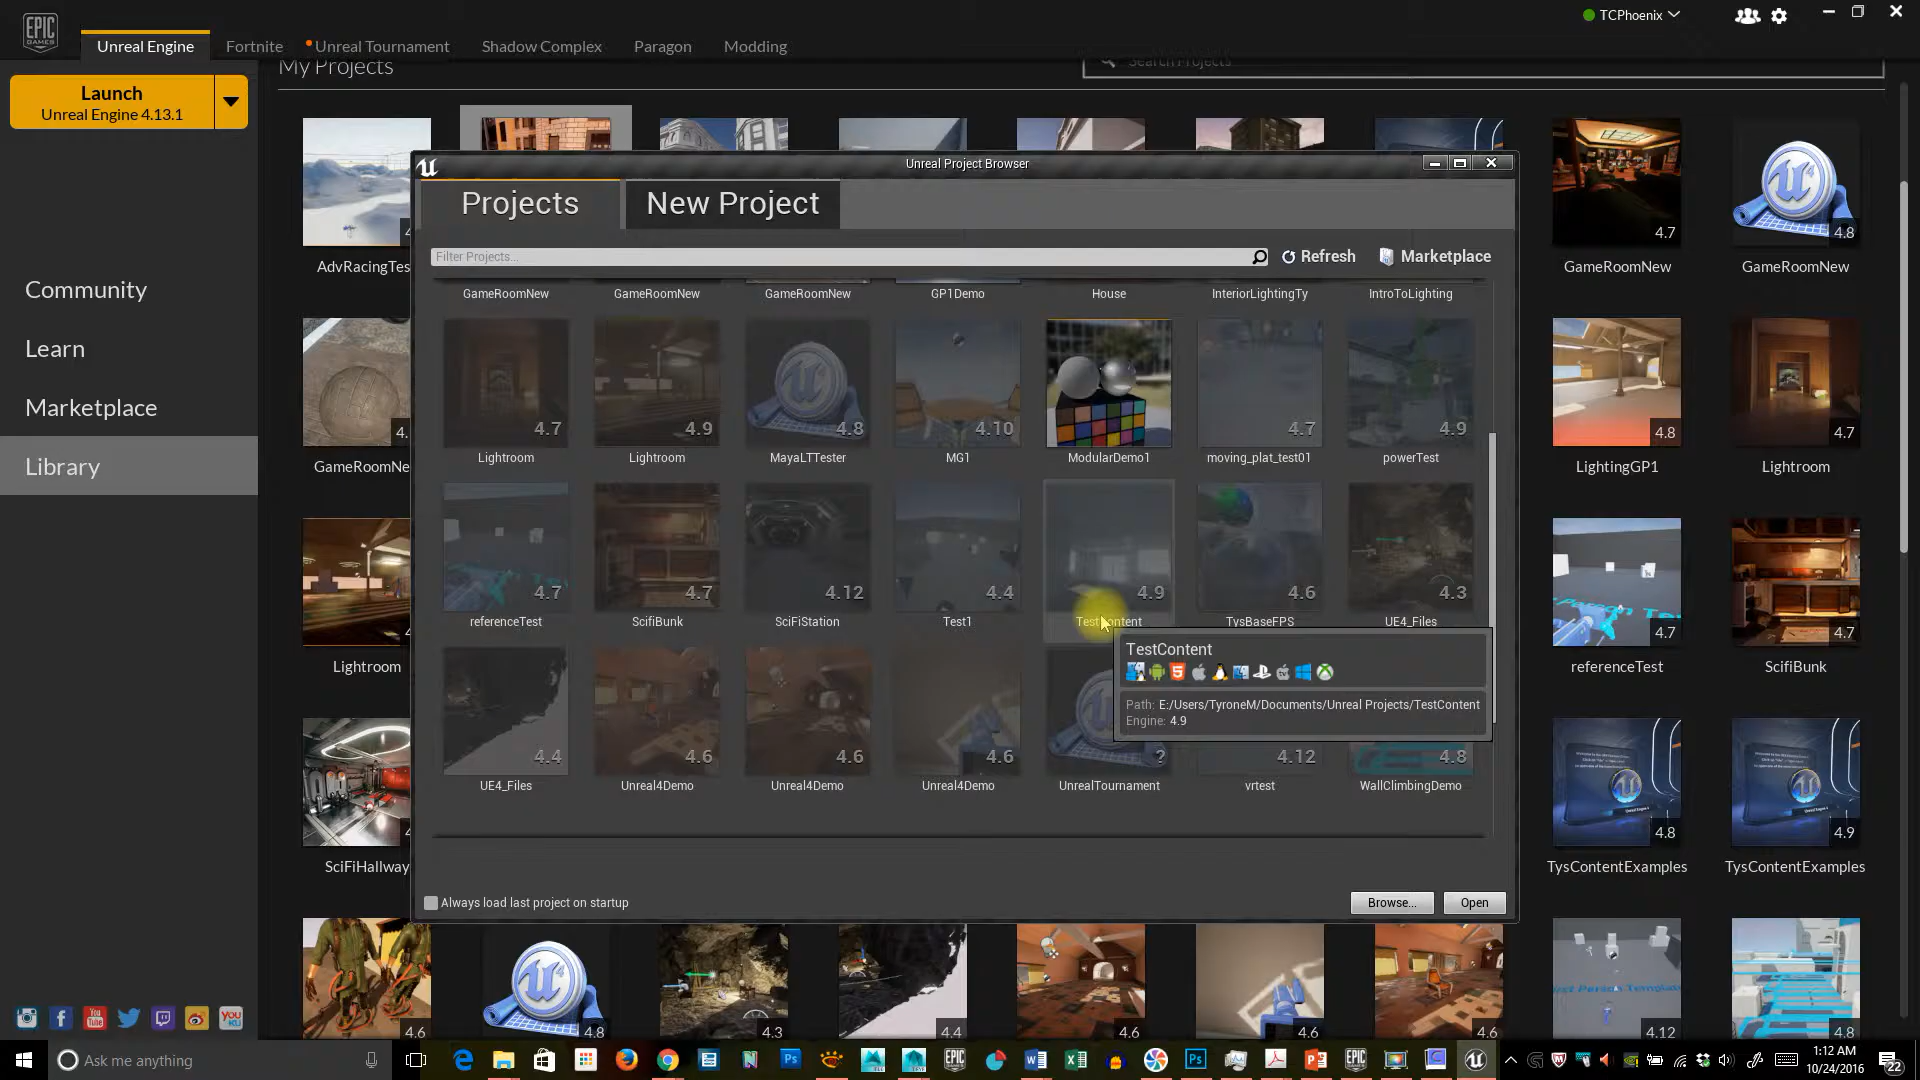 EPIC GAMES
Unreal Engine
Fortnite
Unreal Tournament
Shadow Complex
Paragon
Modding
TCPhoenix
Launch
Unreal Engine 4.13.1
My Projects
Search Projects
Community
Learn
Marketplace
Library
AdvRacingTes
4.7
GameRoomNew
4.8
GameRoomNew
GameRoomNe
4.
4.8
LightingGP1
4.7
Lightroom
Lightroom
4.7
referenceTest
4.7
ScifiBunk
SciFiHallway
4.8
TysContentExamples
4.9
TysContentExamples
4.6
4.8
4.3
4.4
4.6
4.6
4.6
4.12
4.8
Unreal Project Browser
Projects
New Project
Filter Projects...
Refresh
Marketplace
GameRoomNew
GameRoomNew
GameRoomNew
GP1Demo
House
InteriorLightingTy
IntroToLighting
4.7
4.9
4.8
4.10
4.7
4.9
Lightroom
Lightroom
MayaLTTester
MG1
ModularDemo1
moving_plat_test01
powerTest
4.7
4.7
4.12
4.4
4.9
4.6
4.3
referenceTest
ScifiBunk
SciFiStation
Test1
TestContent
TysBaseFPS
UE4_Files
TestContent
Path: E:/Users/TyroneM/Documents/Unreal Projects/TestContent
Engine: 4.9
4.4
4.6
4.6
4.6
?
4.12
4.8
UE4_Files
Unreal4Demo
Unreal4Demo
Unreal4Demo
UnrealTournament
vrtest
WallClimbingDemo
Always load last project on startup
Browse...
Open
Ask me anything
1:12 AM
10/24/2016
22